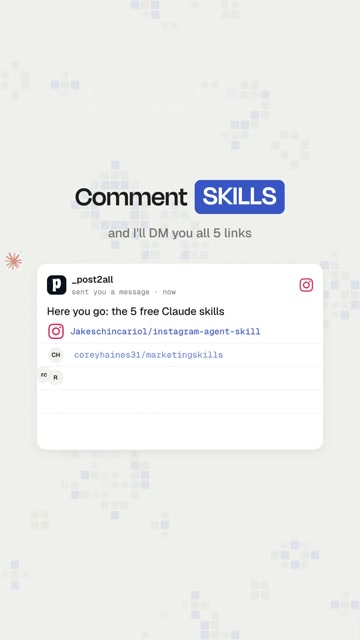 Comment SKILLS
and I'll DM you all 5 links
_post2all
sent you a message · now
Here you go: the 5 free Claude skills
Jakeschincariol/instagram-agent-skill
CH coreyhaines31/marketingskills
rc R